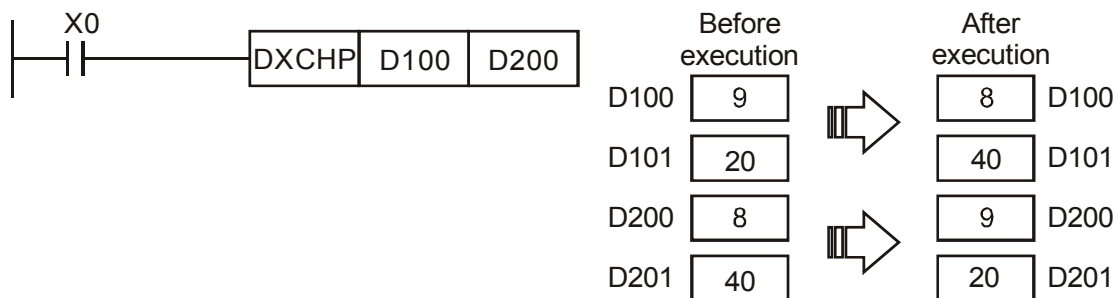 X0
DXCHP D100 D200
Before execution
After execution
D100 9 8 D100
D101 20 40 D101
D200 8 9 D200
D201 40 20 D201